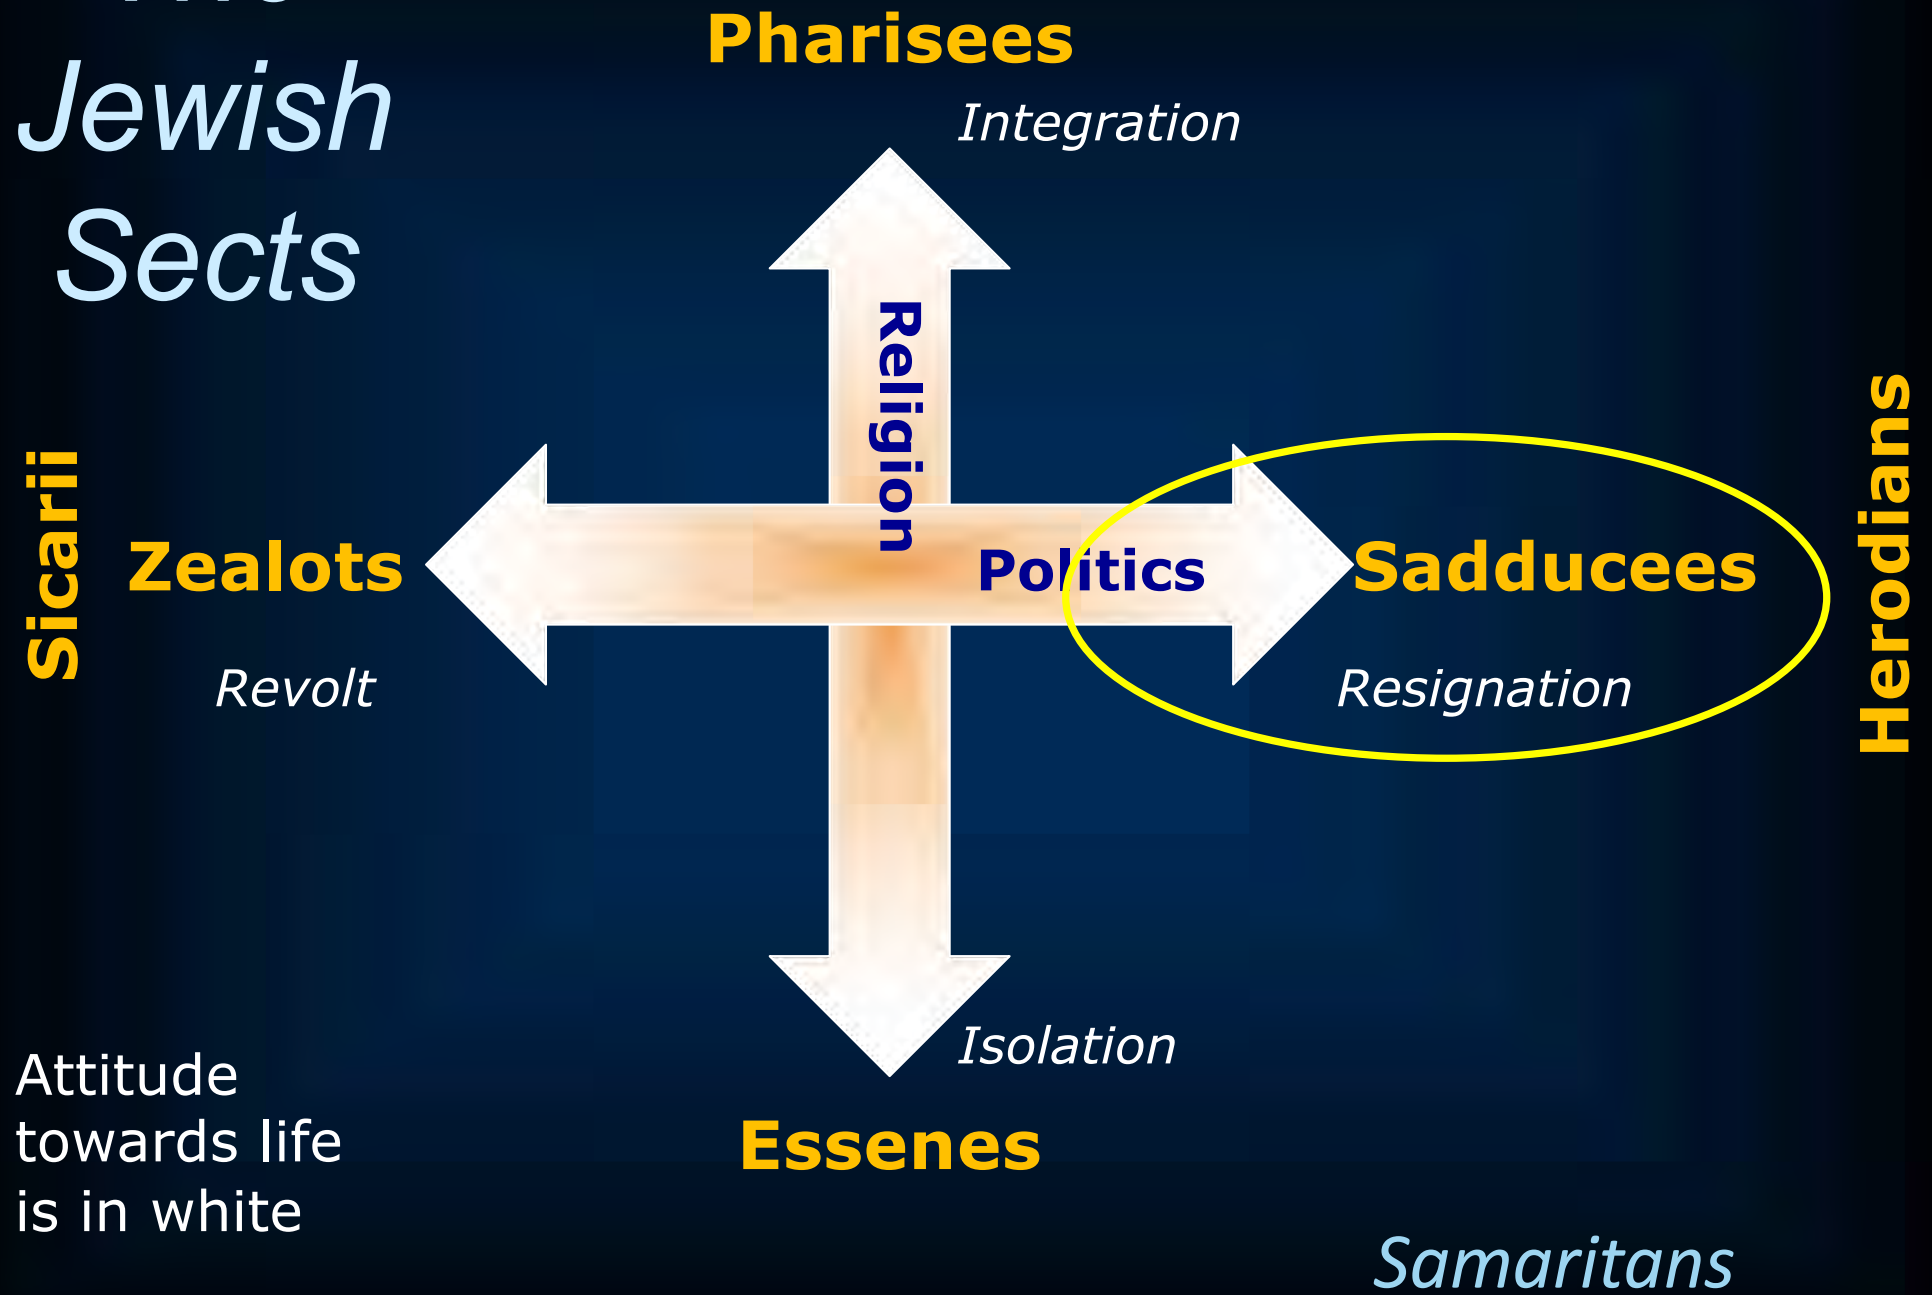 Jewish
Sects
Pharisees
Integration
Religion
Sicarii
Zealots
Revolt
Politics
Sadducees
Resignation
Herodians
Isolation
Essenes
Attitude
towards life
is in white
Samaritans